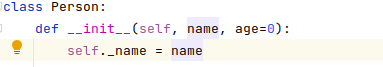 class Person:
    def __init__(self, name, age=0):
        self._name = name